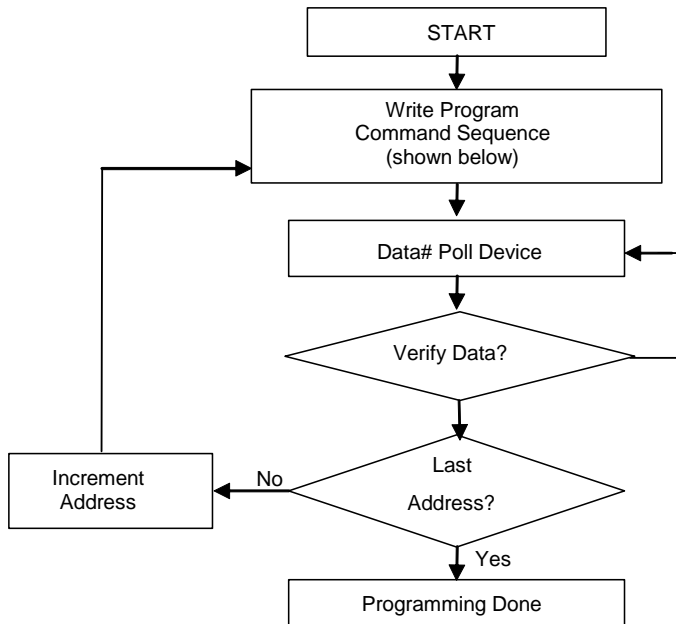 START
Write Program
Command Sequence
(shown below)
Data# Poll Device
Verify Data?
Last
Address?
No
Increment
Address
Yes
Programming Done